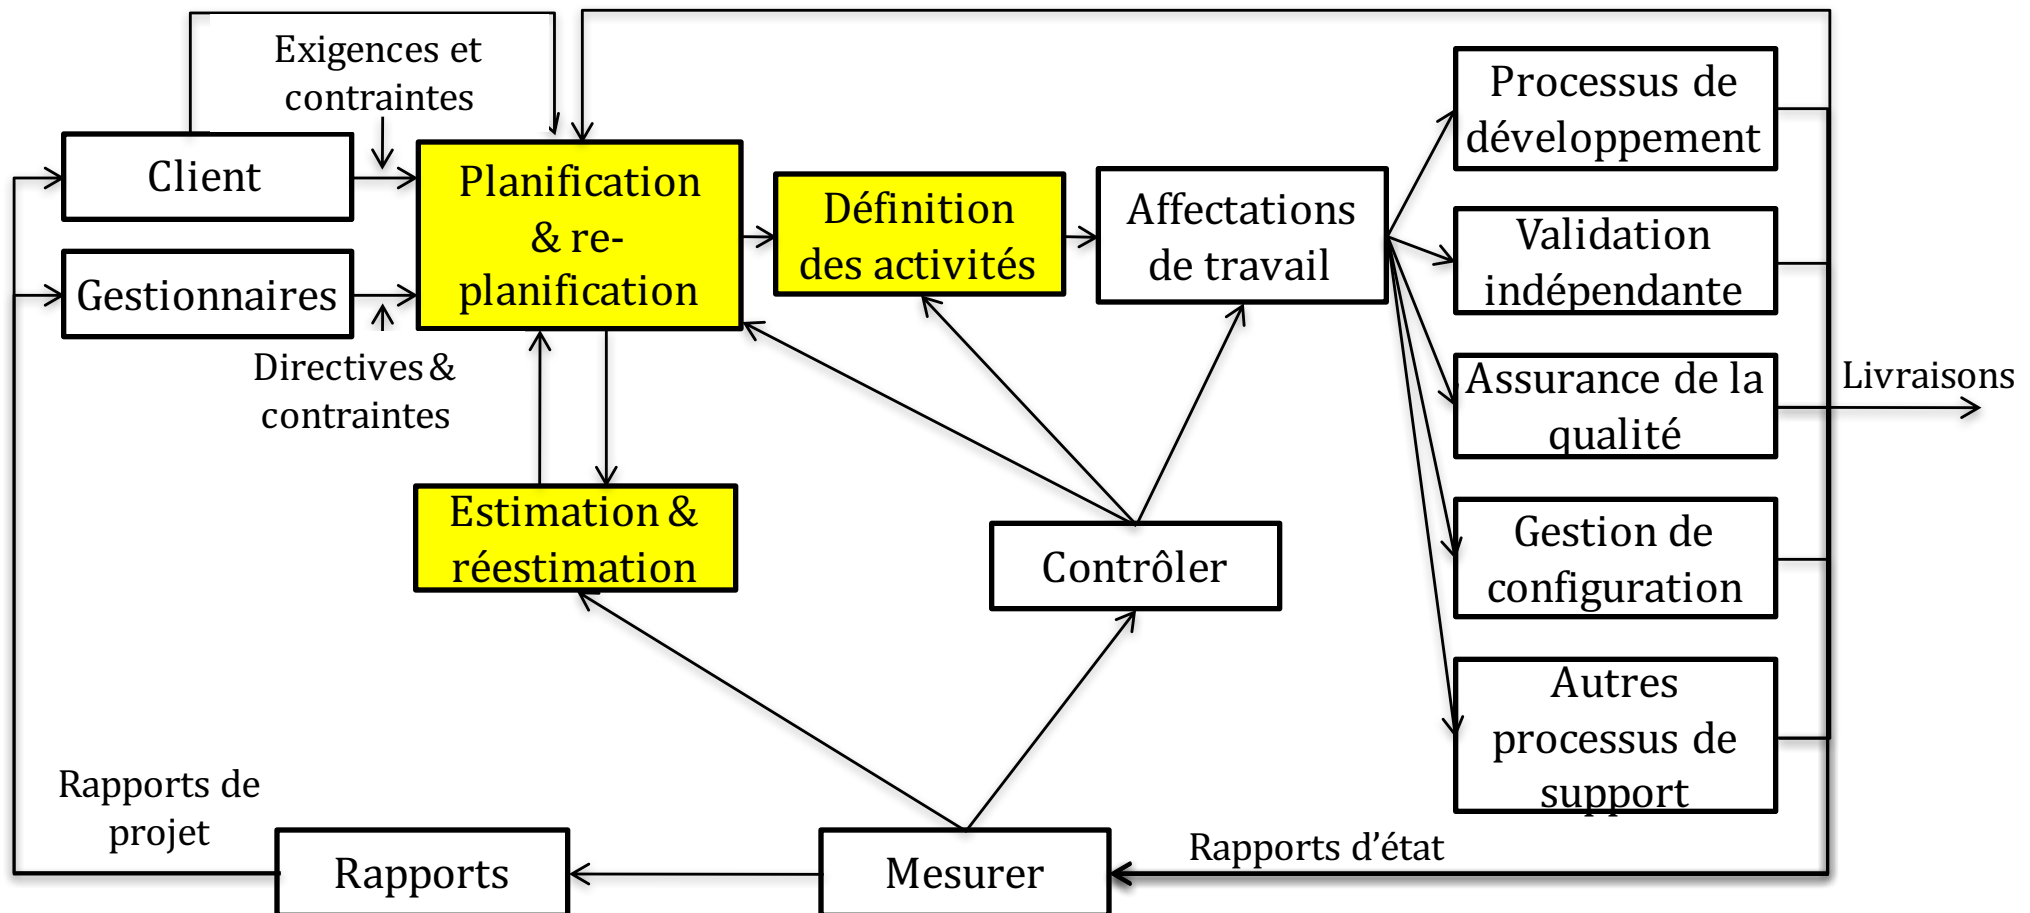 Exigences et
contraintes
Client
Gestionnaires
Directives &
contraintes
Planification
& re-
planification
Définition
des activités
Affectations
de travail
Processus de
développement
Validation
indépendante
Assurance de la
qualité
Gestion de
configuration
Autres
processus de
support
Livraisons
Estimation &
réestimation
Contrôler
Rapports de
projet
Rapports
Mesurer
Rapports d’état